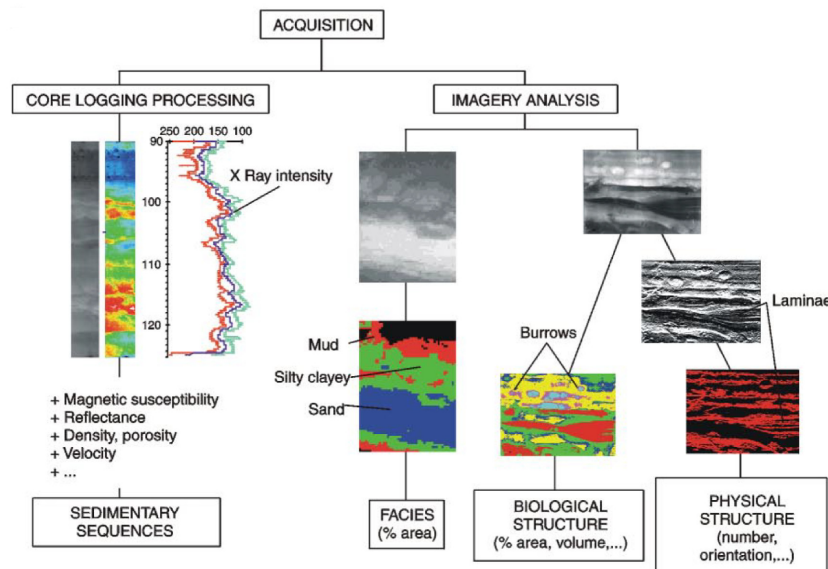 ACQUISITION
CORE LOGGING PROCESSING
IMAGERY ANALYSIS
250 200 150 100
90
100
110
120
X Ray intensity
+ Magnetic susceptibility
+ Reflectance
+ Density, porosity
+ Velocity
+ ...
SEDIMENTARY
SEQUENCES
Mud
Silty clayey
Sand
FACIES
(% area)
Burrows
BIOLOGICAL
STRUCTURE
(% area, volume,...)
Laminae
PHYSICAL
STRUCTURE
(number,
orientation,...)